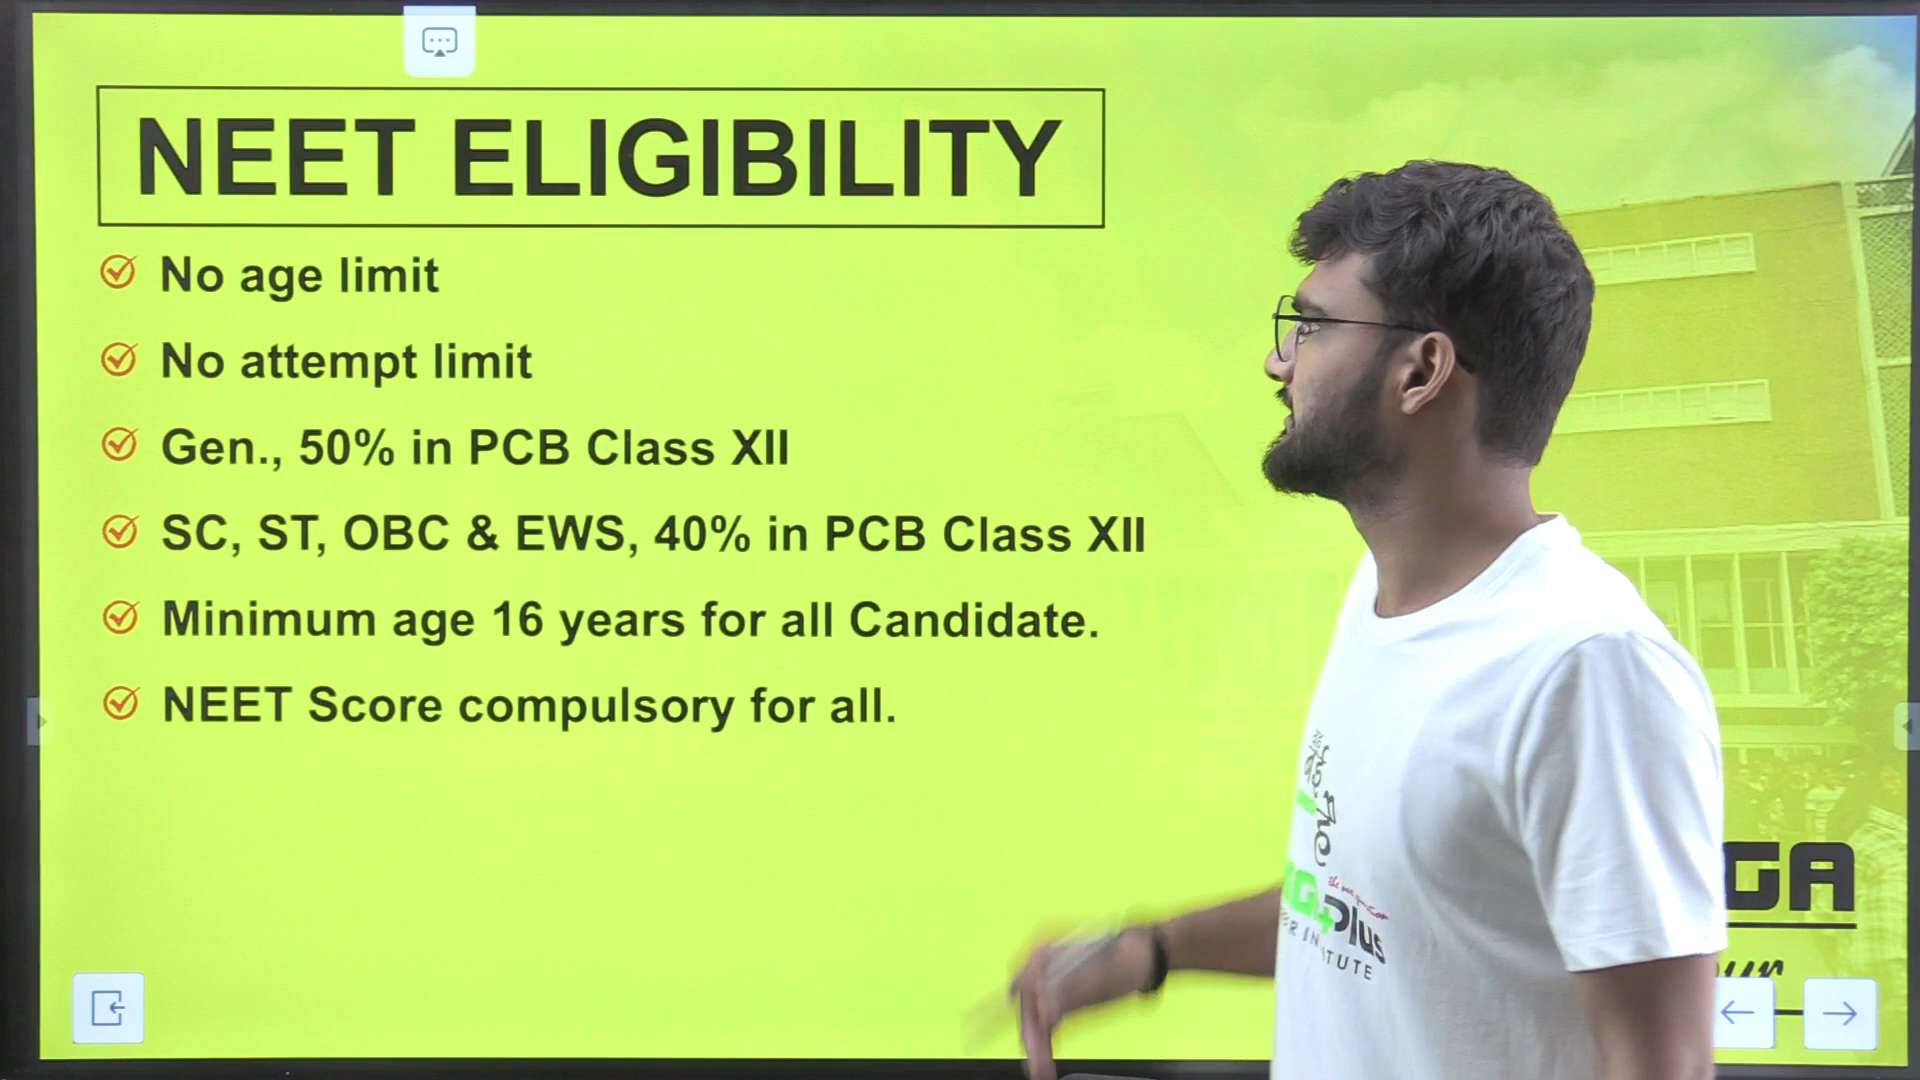 NEET ELIGIBILITY
No age limit
No attempt limit
Gen., 50% in PCB Class XII
SC, ST, OBC & EWS, 40% in PCB Class XII
Minimum age 16 years for all Candidate.
NEET Score compulsory for all.
Plus